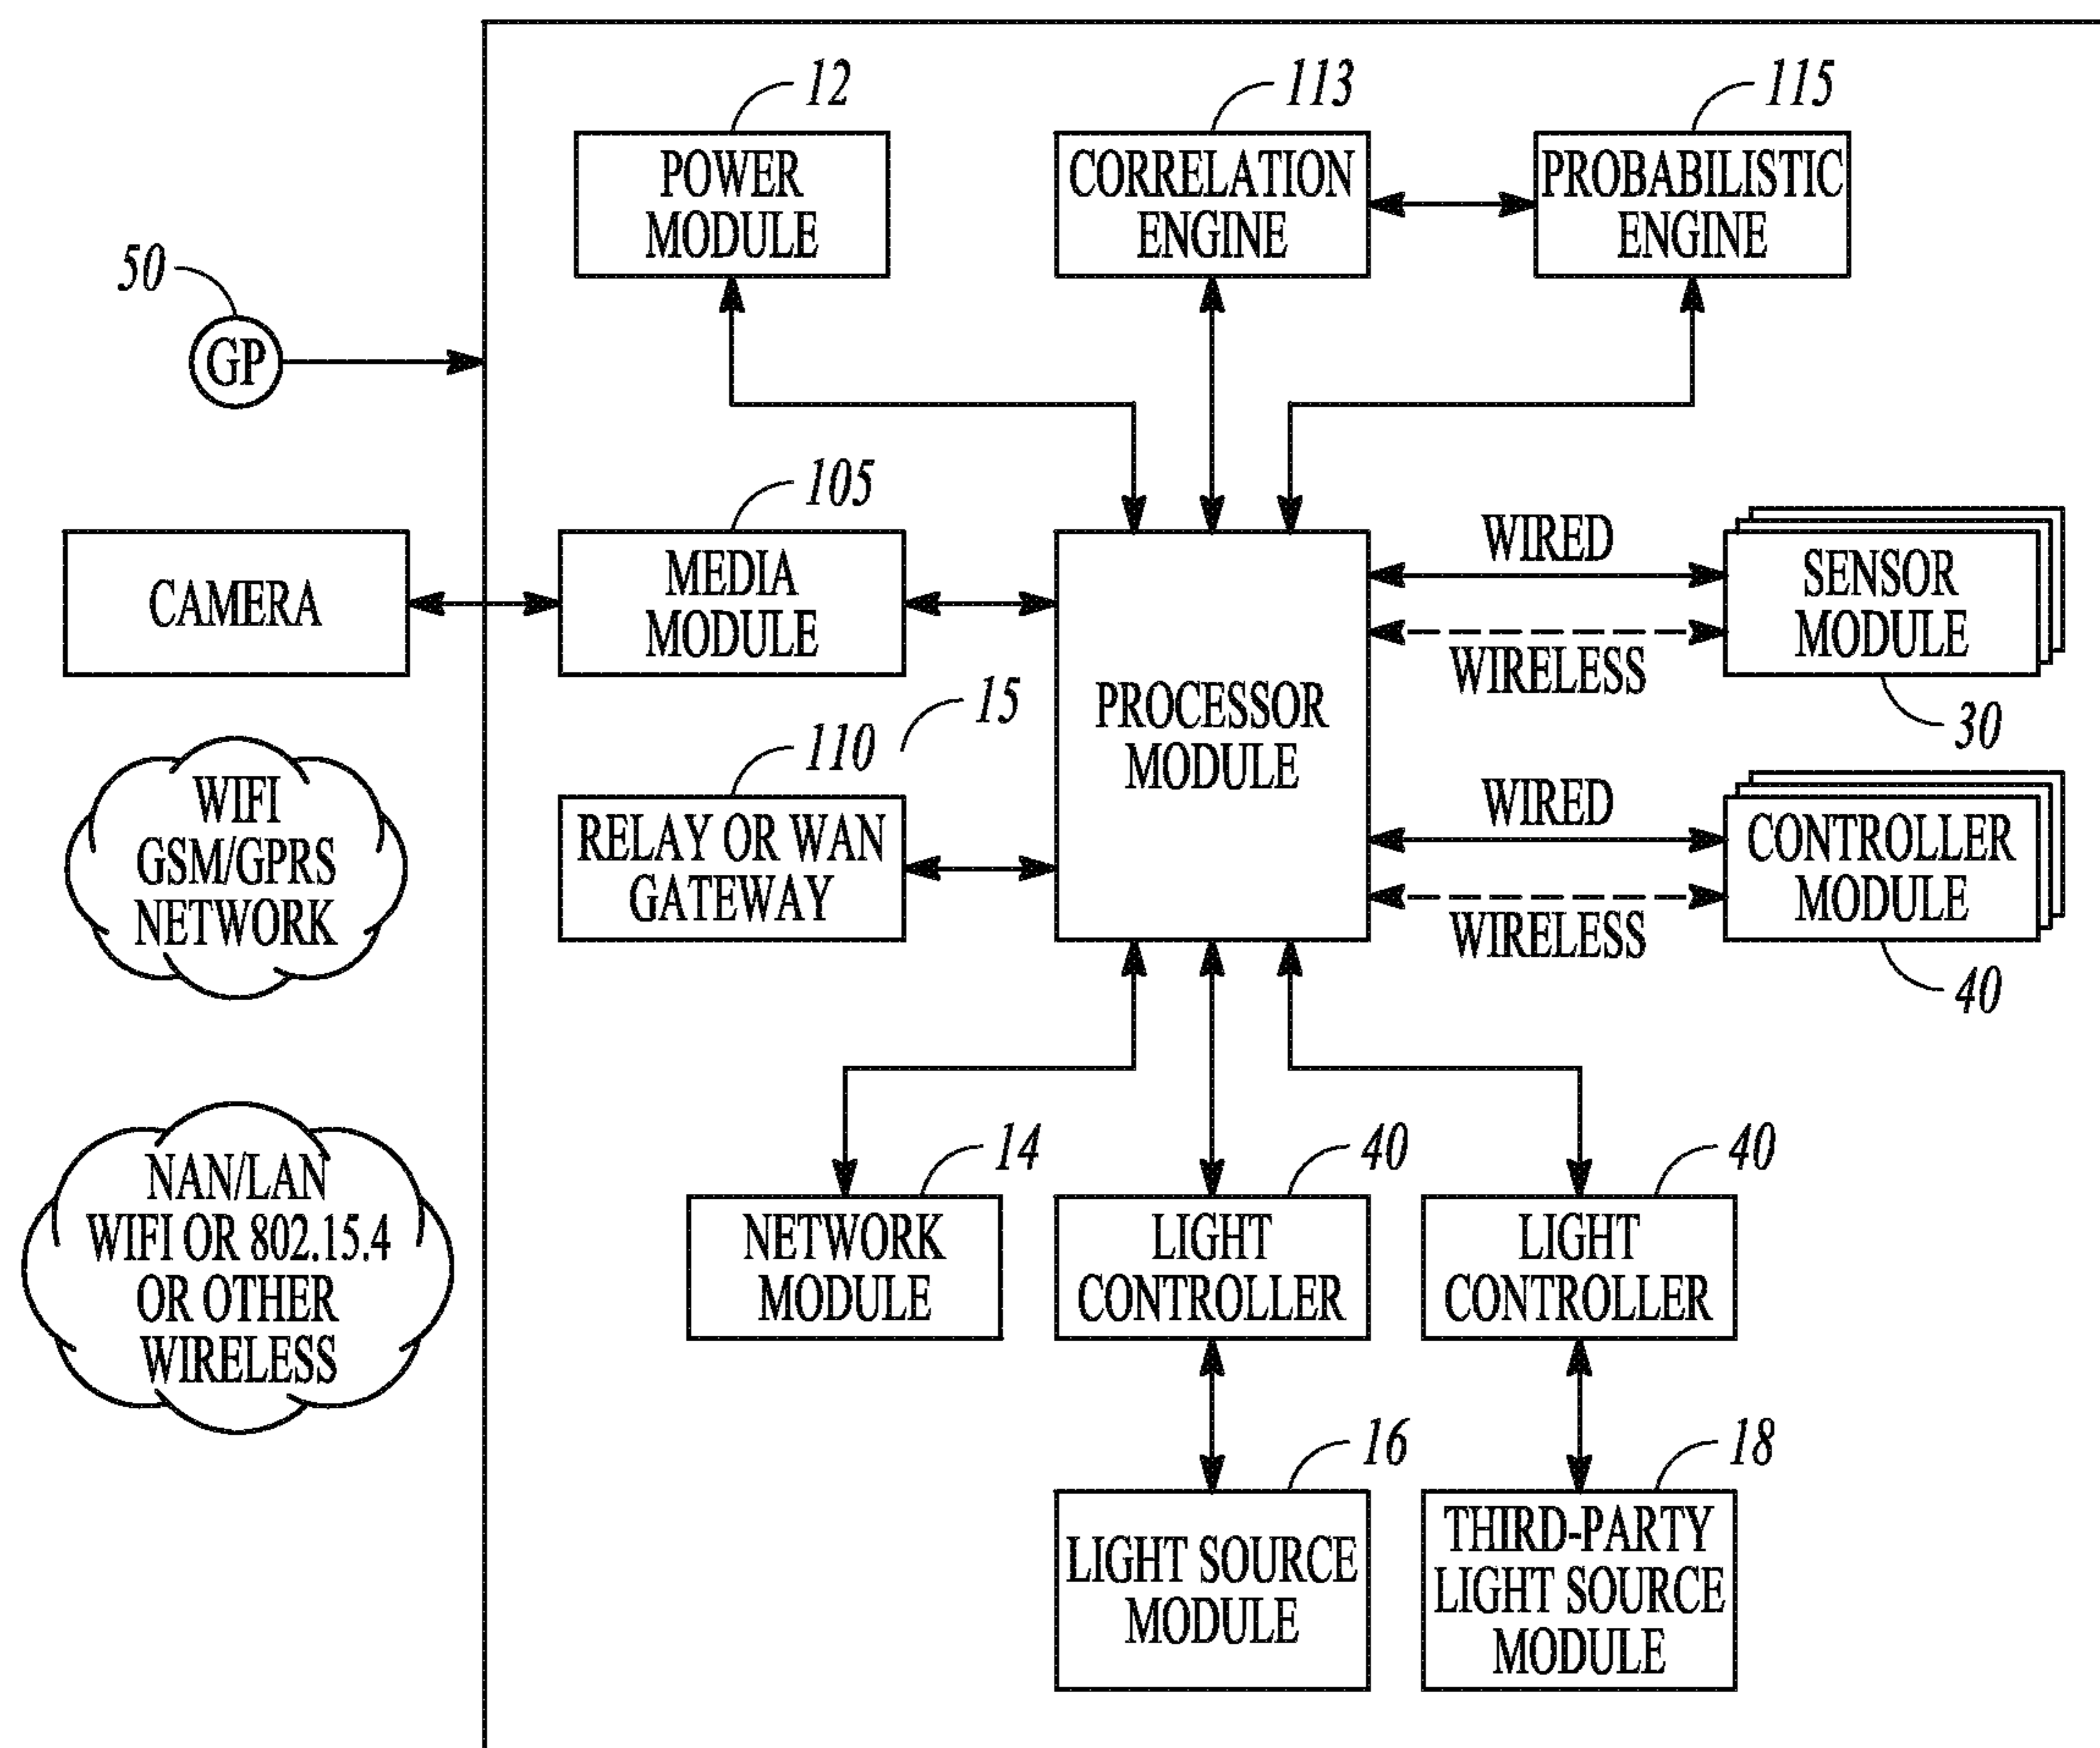 12
113
115
POWER
MODULE
CORRELATION
ENGINE
PROBABILISTIC
ENGINE
50
GP
105
CAMERA
MEDIA
MODULE
WIRED
WIRELESS
SENSOR
MODULE
30
15
PROCESSOR
MODULE
WIFI
GSM/GPRS
NETWORK
110
RELAY OR WAN
GATEWAY
WIRED
WIRELESS
CONTROLLER
MODULE
40
NAN/LAN
WIFI OR 802.15.4
OR OTHER
WIRELESS
14
NETWORK
MODULE
40
LIGHT
CONTROLLER
40
LIGHT
CONTROLLER
16
LIGHT SOURCE
MODULE
18
THIRD-PARTY
LIGHT SOURCE
MODULE